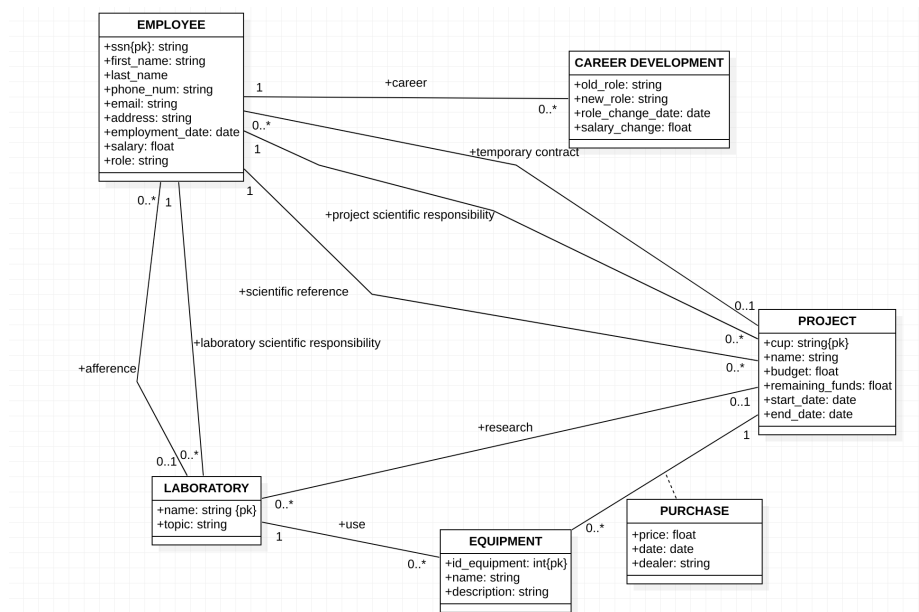 EMPLOYEE
+ssn{pk}: string
+first_name: string
+last_name
+phone_num: string
+email: string
+address: string
+employment_date: date
+salary: float
+role: string
CAREER DEVELOPMENT
+old_role: string
+new_role: string
+role_change_date: date
+salary_change: float
1
+career
0..*
0..*
+temporary contract
0..1
1
+project scientific responsibility
0..*
1
+scientific reference
0..*
0..*
+afference
0..1
1
+laboratory scientific responsibility
0..*
PROJECT
+cup: string{pk}
+name: string
+budget: float
+remaining_funds: float
+start_date: date
+end_date: date
0..1
+research
0..*
1
0..*
LABORATORY
+name: string {pk}
+topic: string
1
+use
0..*
EQUIPMENT
+id_equipment: int{pk}
+name: string
+description: string
PURCHASE
+price: float
+date: date
+dealer: string